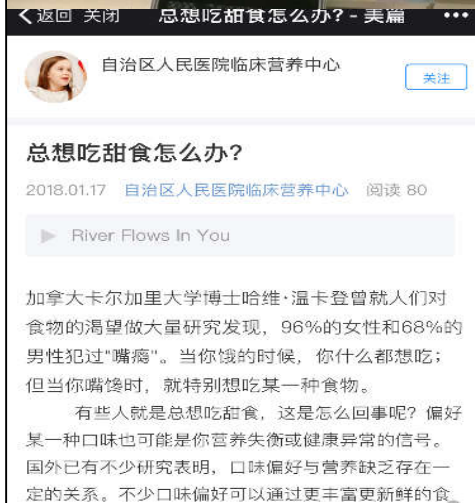 返回 关闭 总想吃甜食怎么办?-美篇
自治区人民医院临床营养中心
关注
总想吃甜食怎么办?
2018.01.17 自治区人民医院临床营养中心 阅读 80
River Flows In You
加拿大卡尔加里大学博士哈维·温卡登曾就人们对
食物的渴望做大量研究发现，96%的女性和68%的
男性犯过"嘴瘾"。当你饿的时候，你什么都想吃；
但当你嘴馋时，就特别想吃某一种食物。
有些人就是总想吃甜食，这是怎么回事呢？偏好
某一种口味也可能是你营养失衡或健康异常的信号。
国外已有不少研究表明，口味偏好与营养缺乏存在一
定的关系。不少口味偏好可以通过更丰富更新鲜的食